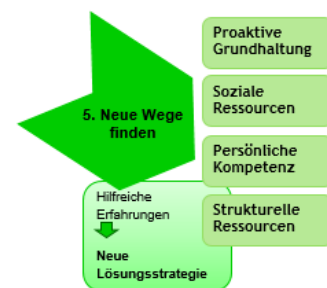 5. Neue Wege
finden
Proaktive
Grundhaltung
Soziale
Ressourcen
Persönliche
Kompetenz
Strukturelle
Ressourcen
Hilfreiche
Erfahrungen
Neue
Lösungsstrategie